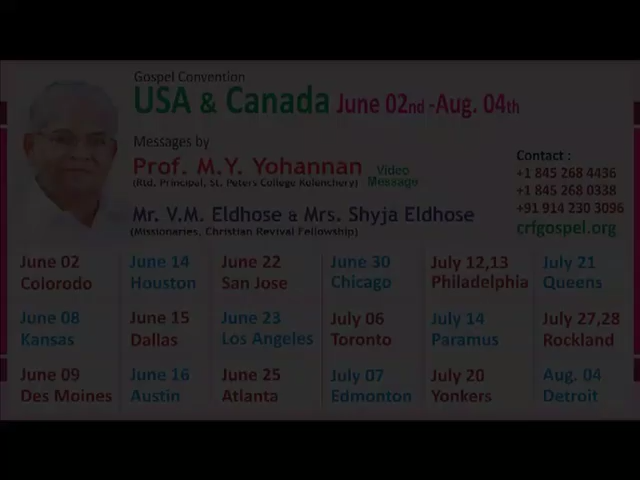 Gospel Convention
USA & Canada June 02nd -Aug. 04th
Messages by
Prof. M.Y. Yohannan Video Message
(Rtd. Principal, St. Peters College Kolenchery)
Mr. V.M. Eldhose & Mrs. Shyja Eldhose
(Missionaries, Christian Revival Fellowship)
Contact :
+1 845 268 4436
+1 845 268 0338
+91 914 230 3096
crfgospel.org
June 02 June 14 June 22 June 30 July 12,13 July 21
Colorodo Houston San Jose Chicago Philadelphia Queens
June 08 June 15 June 23 July 06 July 14 July 27,28
Kansas Dallas Los Angeles Toronto Paramus Rockland
June 09 June 16 June 25 July 07 July 20 Aug. 04
Des Moines Austin Atlanta Edmonton Yonkers Detroit